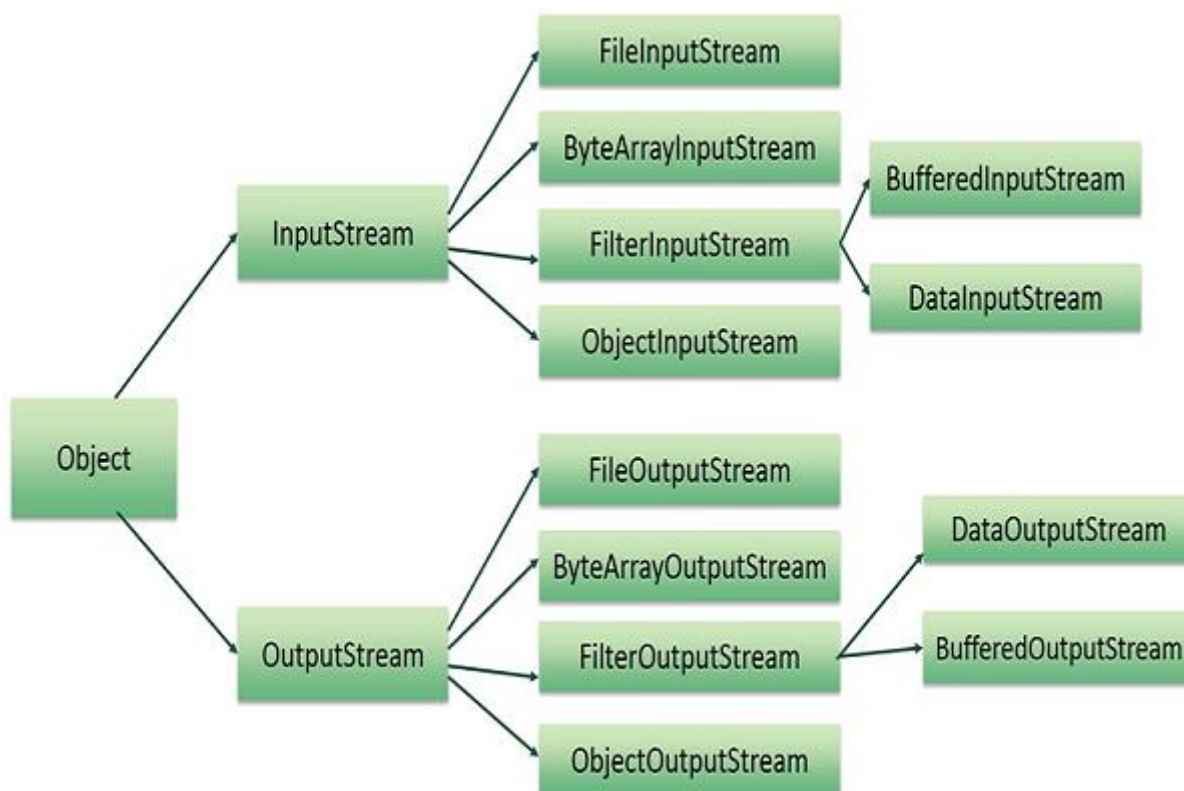 FileInputStream
ByteArrayInputStream
BufferedInputStream
InputStream
FilterInputStream
DataInputStream
ObjectInputStream
Object
FileOutputStream
DataOutputStream
ByteArrayOutputStream
OutputStream
FilterOutputStream
BufferedOutputStream
ObjectOutputStream